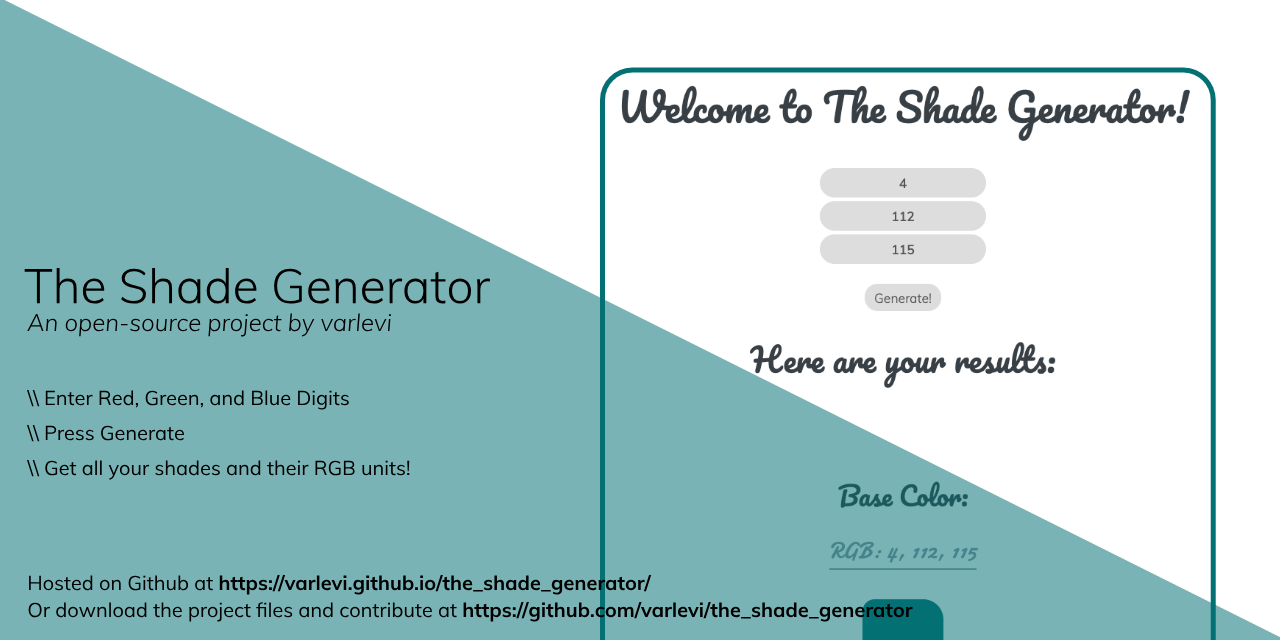 The Shade Generator
An open-source project by varlevi
\\ Enter Red, Green, and Blue Digits
\\ Press Generate
\\ Get all your shades and their RGB units!
Hosted on Github at https://varlevi.github.io/the_shade_generator/
Or download the project files and contribute at https://github.com/varlevi/the_shade_generator
Welcome to The Shade Generator!
4
112
115
Generate!
Here are your results:
Base Color:
RGB: 4, 112, 115